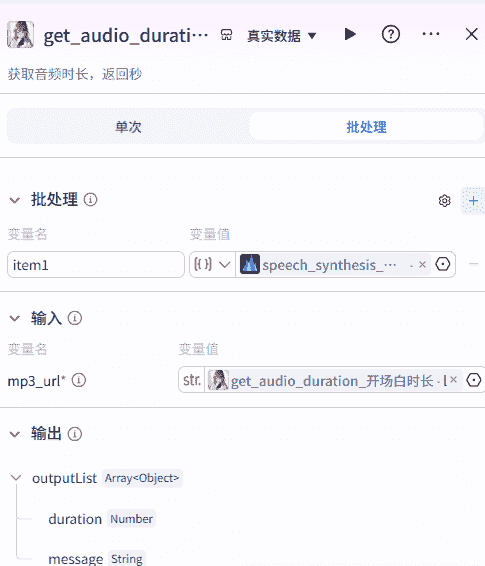 get_audio_durati··· 真实数据
获取音频时长，返回秒
单次 批处理
批处理
变量名 变量值
item1 [{}] speech_synthesis_··· . ×
输入
变量名 变量值
mp3_url* str. get_audio_duration_开场白时长 - l ×
输出
outputList Array<Object>
duration Number
message String